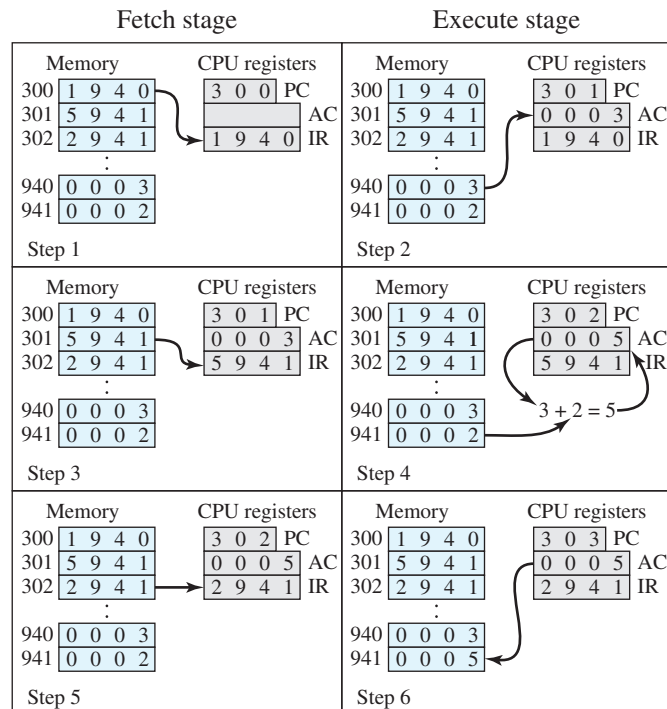 Fetch stage Execute stage
Memory CPU registers
300 1 9 4 0 3 0 0 PC
301 5 9 4 1 AC
302 2 9 4 1 1 9 4 0 IR
940 0 0 0 3
941 0 0 0 2
Step 1
Memory CPU registers
300 1 9 4 0 3 0 1 PC
301 5 9 4 1 0 0 0 3 AC
302 2 9 4 1 1 9 4 0 IR
940 0 0 0 3
941 0 0 0 2
Step 2
Memory CPU registers
300 1 9 4 0 3 0 1 PC
301 5 9 4 1 0 0 0 3 AC
302 2 9 4 1 5 9 4 1 IR
940 0 0 0 3
941 0 0 0 2
Step 3
Memory CPU registers
300 1 9 4 0 3 0 2 PC
301 5 9 4 1 0 0 0 5 AC
302 2 9 4 1 5 9 4 1 IR
940 0 0 0 3 3 + 2 = 5
941 0 0 0 2
Step 4
Memory CPU registers
300 1 9 4 0 3 0 2 PC
301 5 9 4 1 0 0 0 5 AC
302 2 9 4 1 2 9 4 1 IR
940 0 0 0 3
941 0 0 0 2
Step 5
Memory CPU registers
300 1 9 4 0 3 0 3 PC
301 5 9 4 1 0 0 0 5 AC
302 2 9 4 1 2 9 4 1 IR
940 0 0 0 3
941 0 0 0 5
Step 6